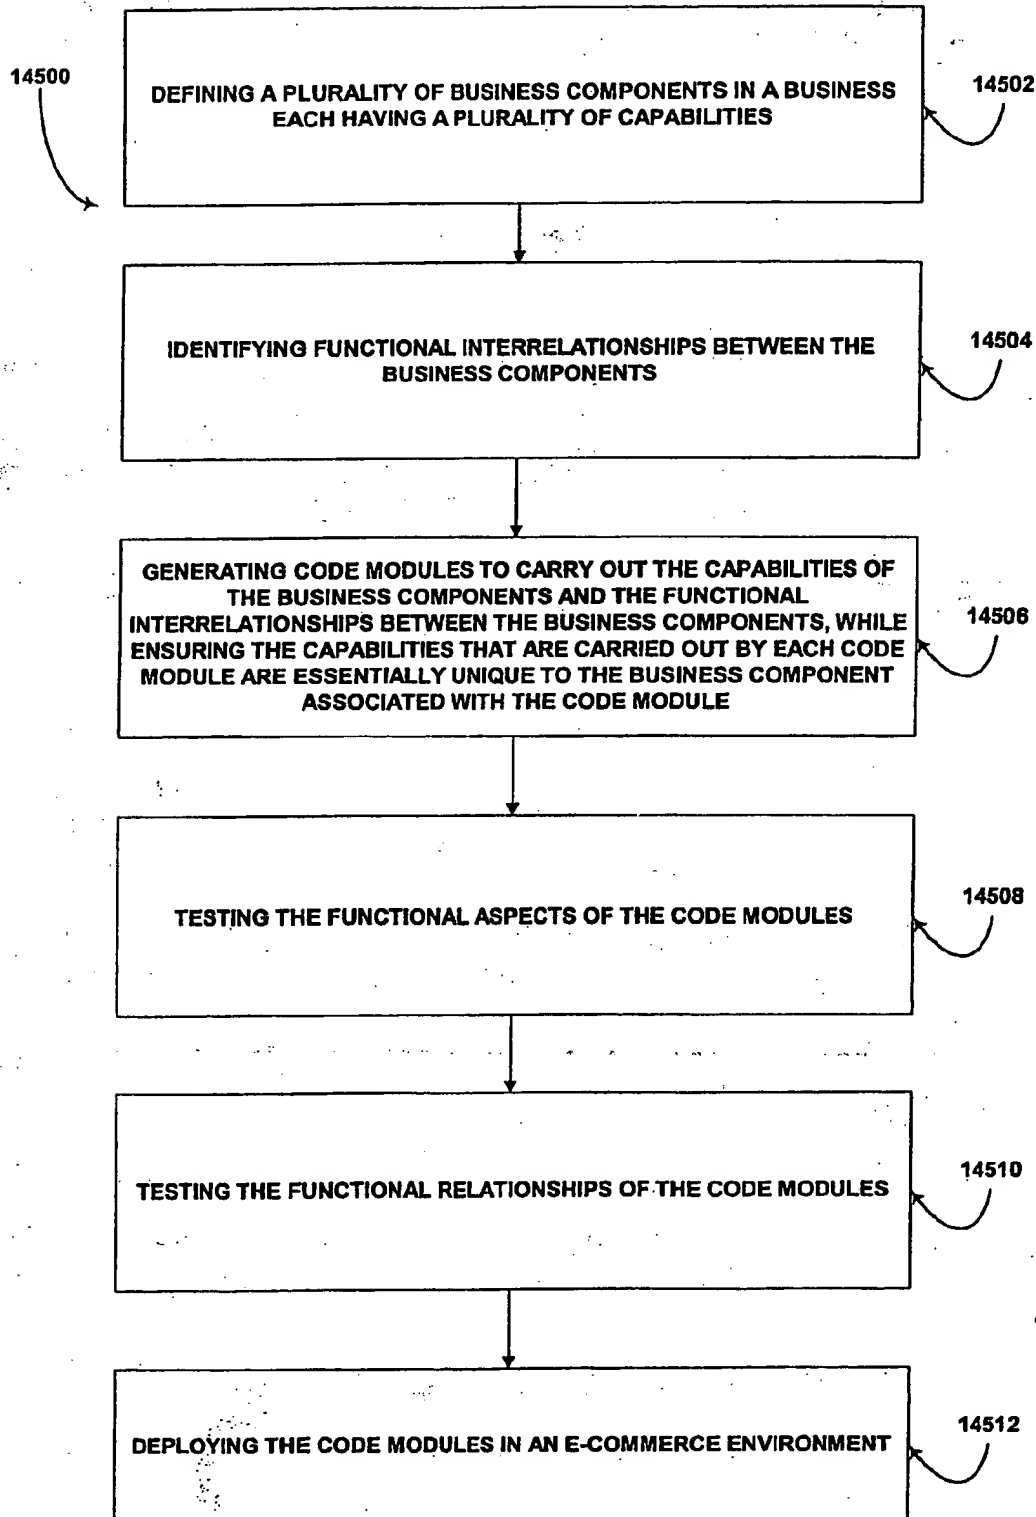 14500
DEFINING A PLURALITY OF BUSINESS COMPONENTS IN A BUSINESS
EACH HAVING A PLURALITY OF CAPABILITIES
14502
IDENTIFYING FUNCTIONAL INTERRELATIONSHIPS BETWEEN THE
BUSINESS COMPONENTS
14504
GENERATING CODE MODULES TO CARRY OUT THE CAPABILITIES OF
THE BUSINESS COMPONENTS AND THE FUNCTIONAL
INTERRELATIONSHIPS BETWEEN THE BUSINESS COMPONENTS, WHILE
ENSURING THE CAPABILITIES THAT ARE CARRIED OUT BY EACH CODE
MODULE ARE ESSENTIALLY UNIQUE TO THE BUSINESS COMPONENT
ASSOCIATED WITH THE CODE MODULE
14506
TESTING THE FUNCTIONAL ASPECTS OF THE CODE MODULES
14508
TESTING THE FUNCTIONAL RELATIONSHIPS OF THE CODE MODULES
14510
DEPLOYING THE CODE MODULES IN AN E-COMMERCE ENVIRONMENT
14512